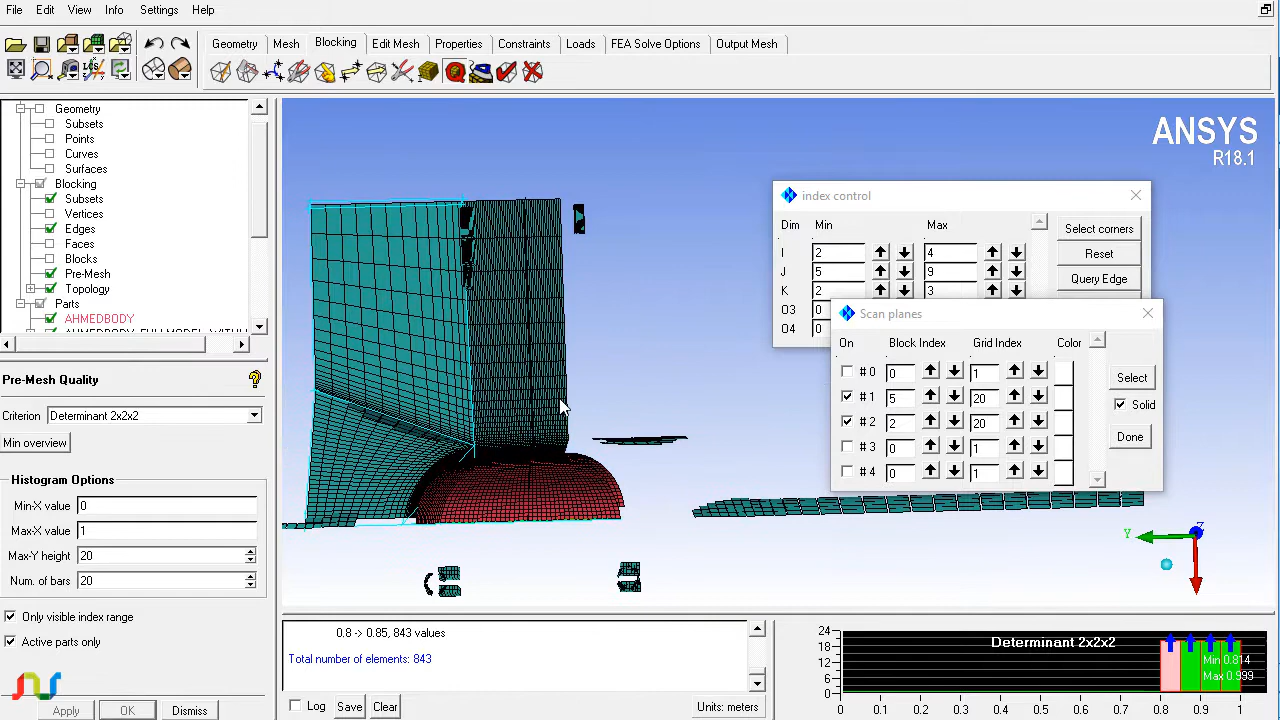 File Edit View Info Settings Help
Geometry Mesh Blocking Edit Mesh Properties Constraints Loads FEA Solve Options Output Mesh
Geometry
Subsets
Points
Curves
Surfaces
Blocking
Subsets
Vertices
Edges
Faces
Blocks
Pre-Mesh
Topology
Parts
AHMEDBODY
Pre-Mesh Quality
Criterion Determinant 2x2x2
Min overview
Histogram Options
Min-X value 0
Max-X value 1
Max-Y height 20
Num. of bars 20
Only visible index range
Active parts only
Apply OK Dismiss
ANSYS
R18.1
index control
Dim Min Max Select corners
I 2 4 Reset
J 5 9 Query Edge
K 2 3
O3 0
O4 0
Scan planes
On Block Index Grid Index Color
# 0 0 1 Select
# 1 5 20 Solid
# 2 2 20 Done
# 3 0 1
# 4 0 1
Y Z
0.8 -> 0.85, 843 values
Total number of elements: 843
Log Save Clear Units: meters
Determinant 2x2x2
24
18
12
6
0
Min 0.814
Max 0.999
0 0.1 0.2 0.3 0.4 0.5 0.6 0.7 0.8 0.9 1